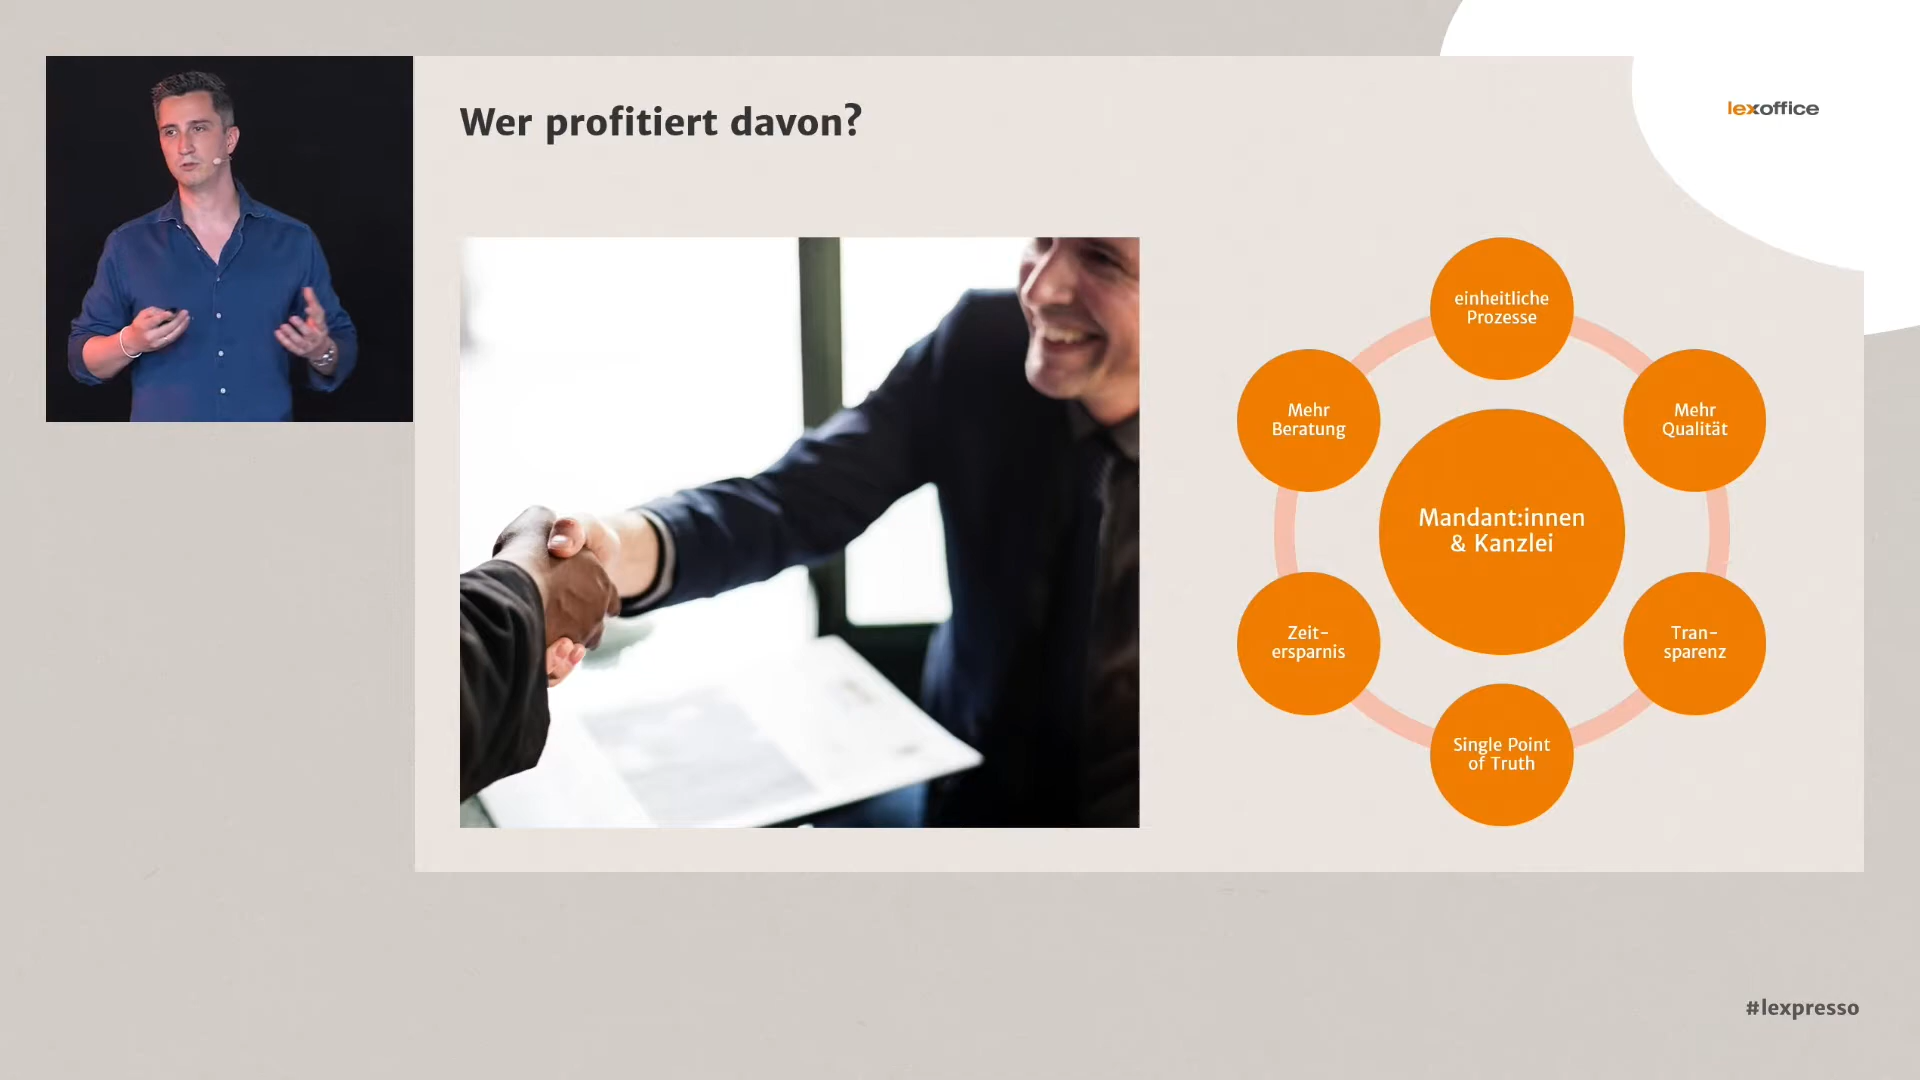 Wer profitiert davon?
lexoffice
einheitliche
Prozesse
Mehr
Beratung
Mehr
Qualität
Mandant:innen
& Kanzlei
Zeit-
ersparnis
Tran-
sparenz
Single Point
of Truth
#lexpresso